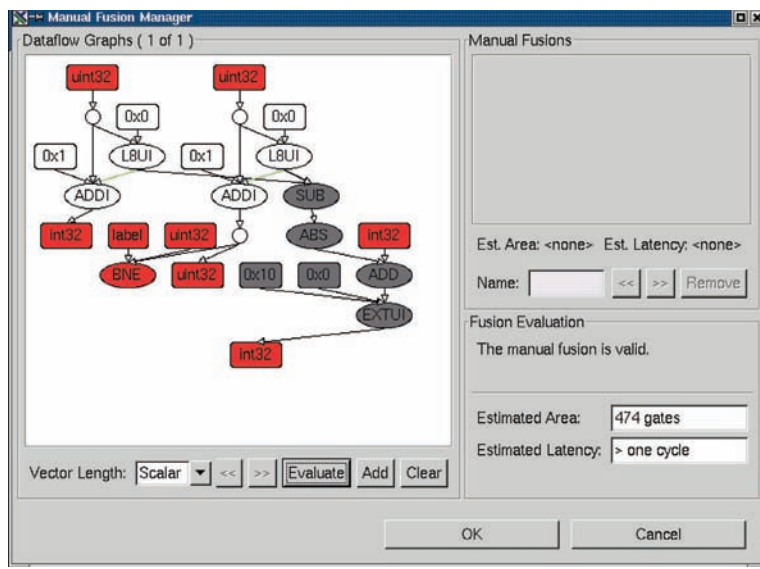 Manual Fusion Manager
Dataflow Graphs ( 1 of 1 )
uint32 uint32
0x0 0x0
0x1 L8UI 0x1 L8UI
ADDI ADDI SUB
int32 label uint32 ABS int32
BNE uint32 0x10 0x0 ADD
EXTUI
int32
Vector Length: Scalar << >> Evaluate Add Clear
Manual Fusions
Est. Area: <none> Est. Latency: <none>
Name: << >> Remove
Fusion Evaluation
The manual fusion is valid.
Estimated Area: 474 gates
Estimated Latency: > one cycle
OK Cancel